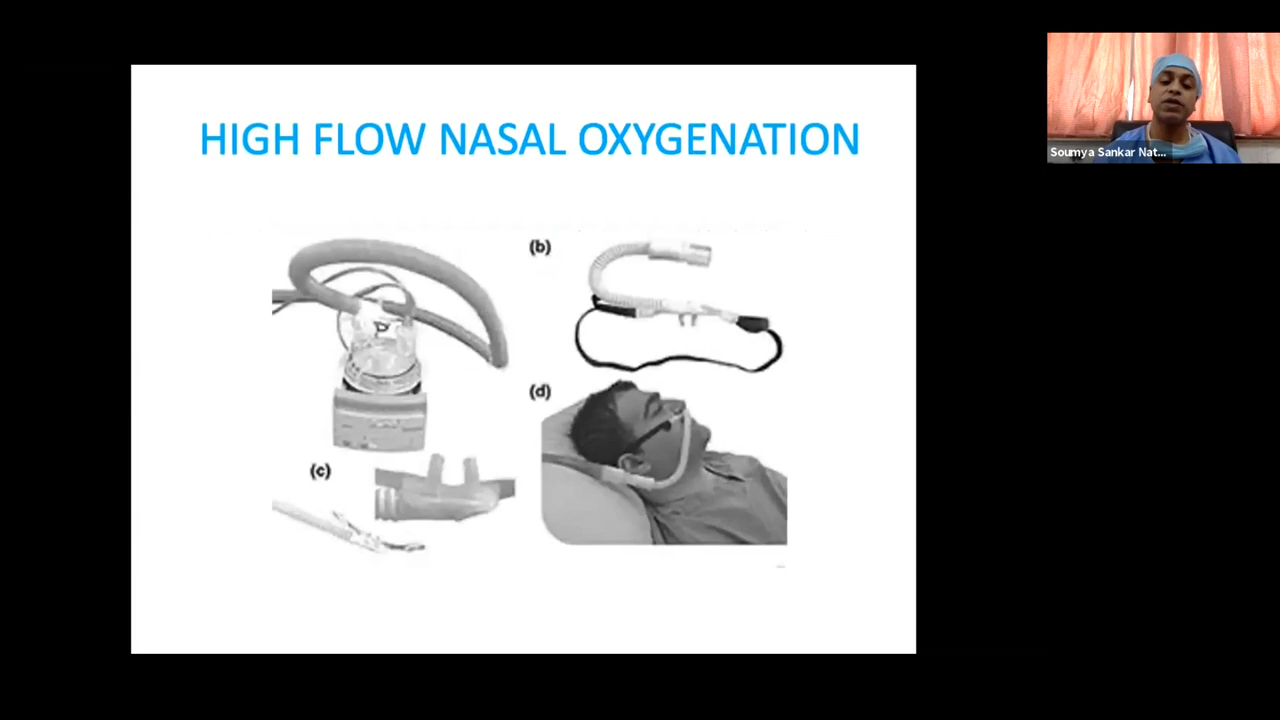 HIGH FLOW NASAL OXYGENATION
(b)
(d)
(c)
Soumya Sankar Nat...